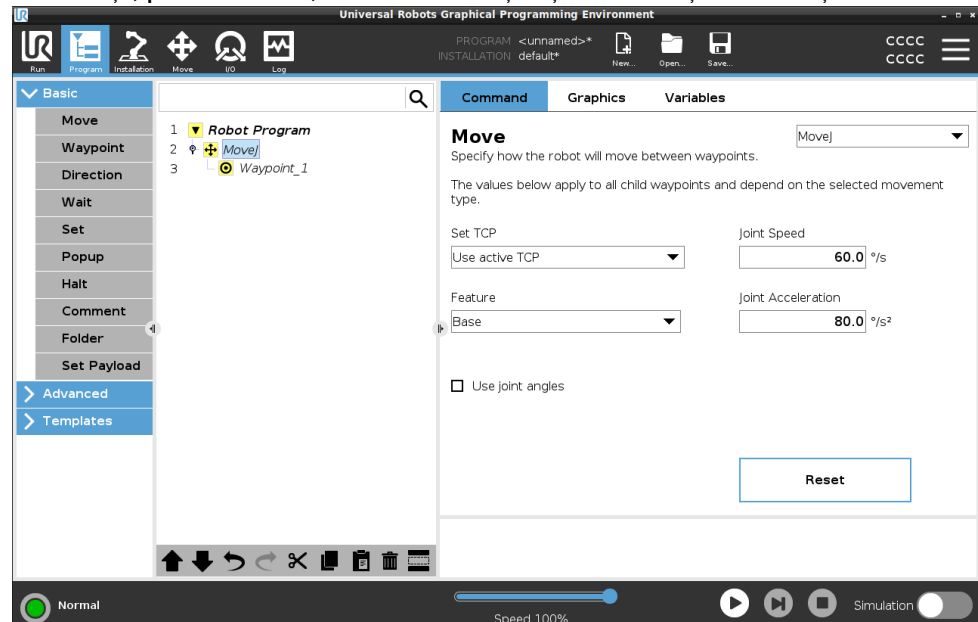 Universal Robots Graphical Programming Environment
PROGRAM <unnamed>*
INSTALLATION default*
New... Open... Save...
cccc
cccc
Run Program Installation Move I/O Log
Basic
Move
Waypoint
Direction
Wait
Set
Popup
Halt
Comment
Folder
Set Payload
Advanced
Templates
1 Robot Program
2 MoveJ
3 Waypoint_1
Command Graphics Variables
Move
MoveJ
Specify how the robot will move between waypoints.
The values below apply to all child waypoints and depend on the selected movement
type.
Set TCP Joint Speed
Use active TCP 60.0 °/s
Feature Joint Acceleration
Base 80.0 °/s²
Use joint angles
Reset
Normal
Speed 100%
Simulation